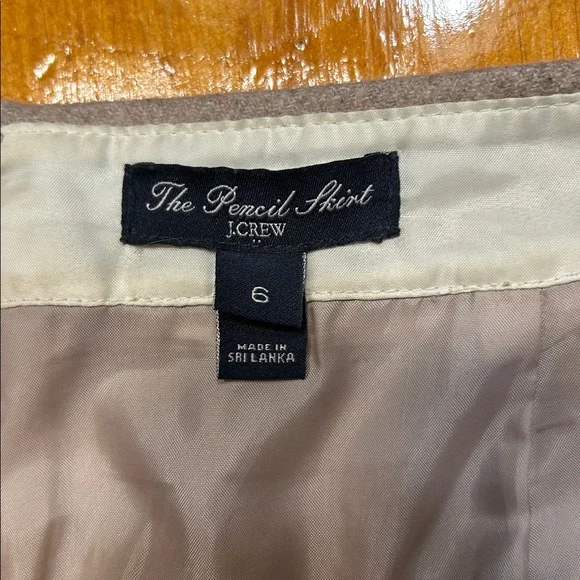 The Pencil Skirt
J.CREW
6
MADE IN
SRI LANKA